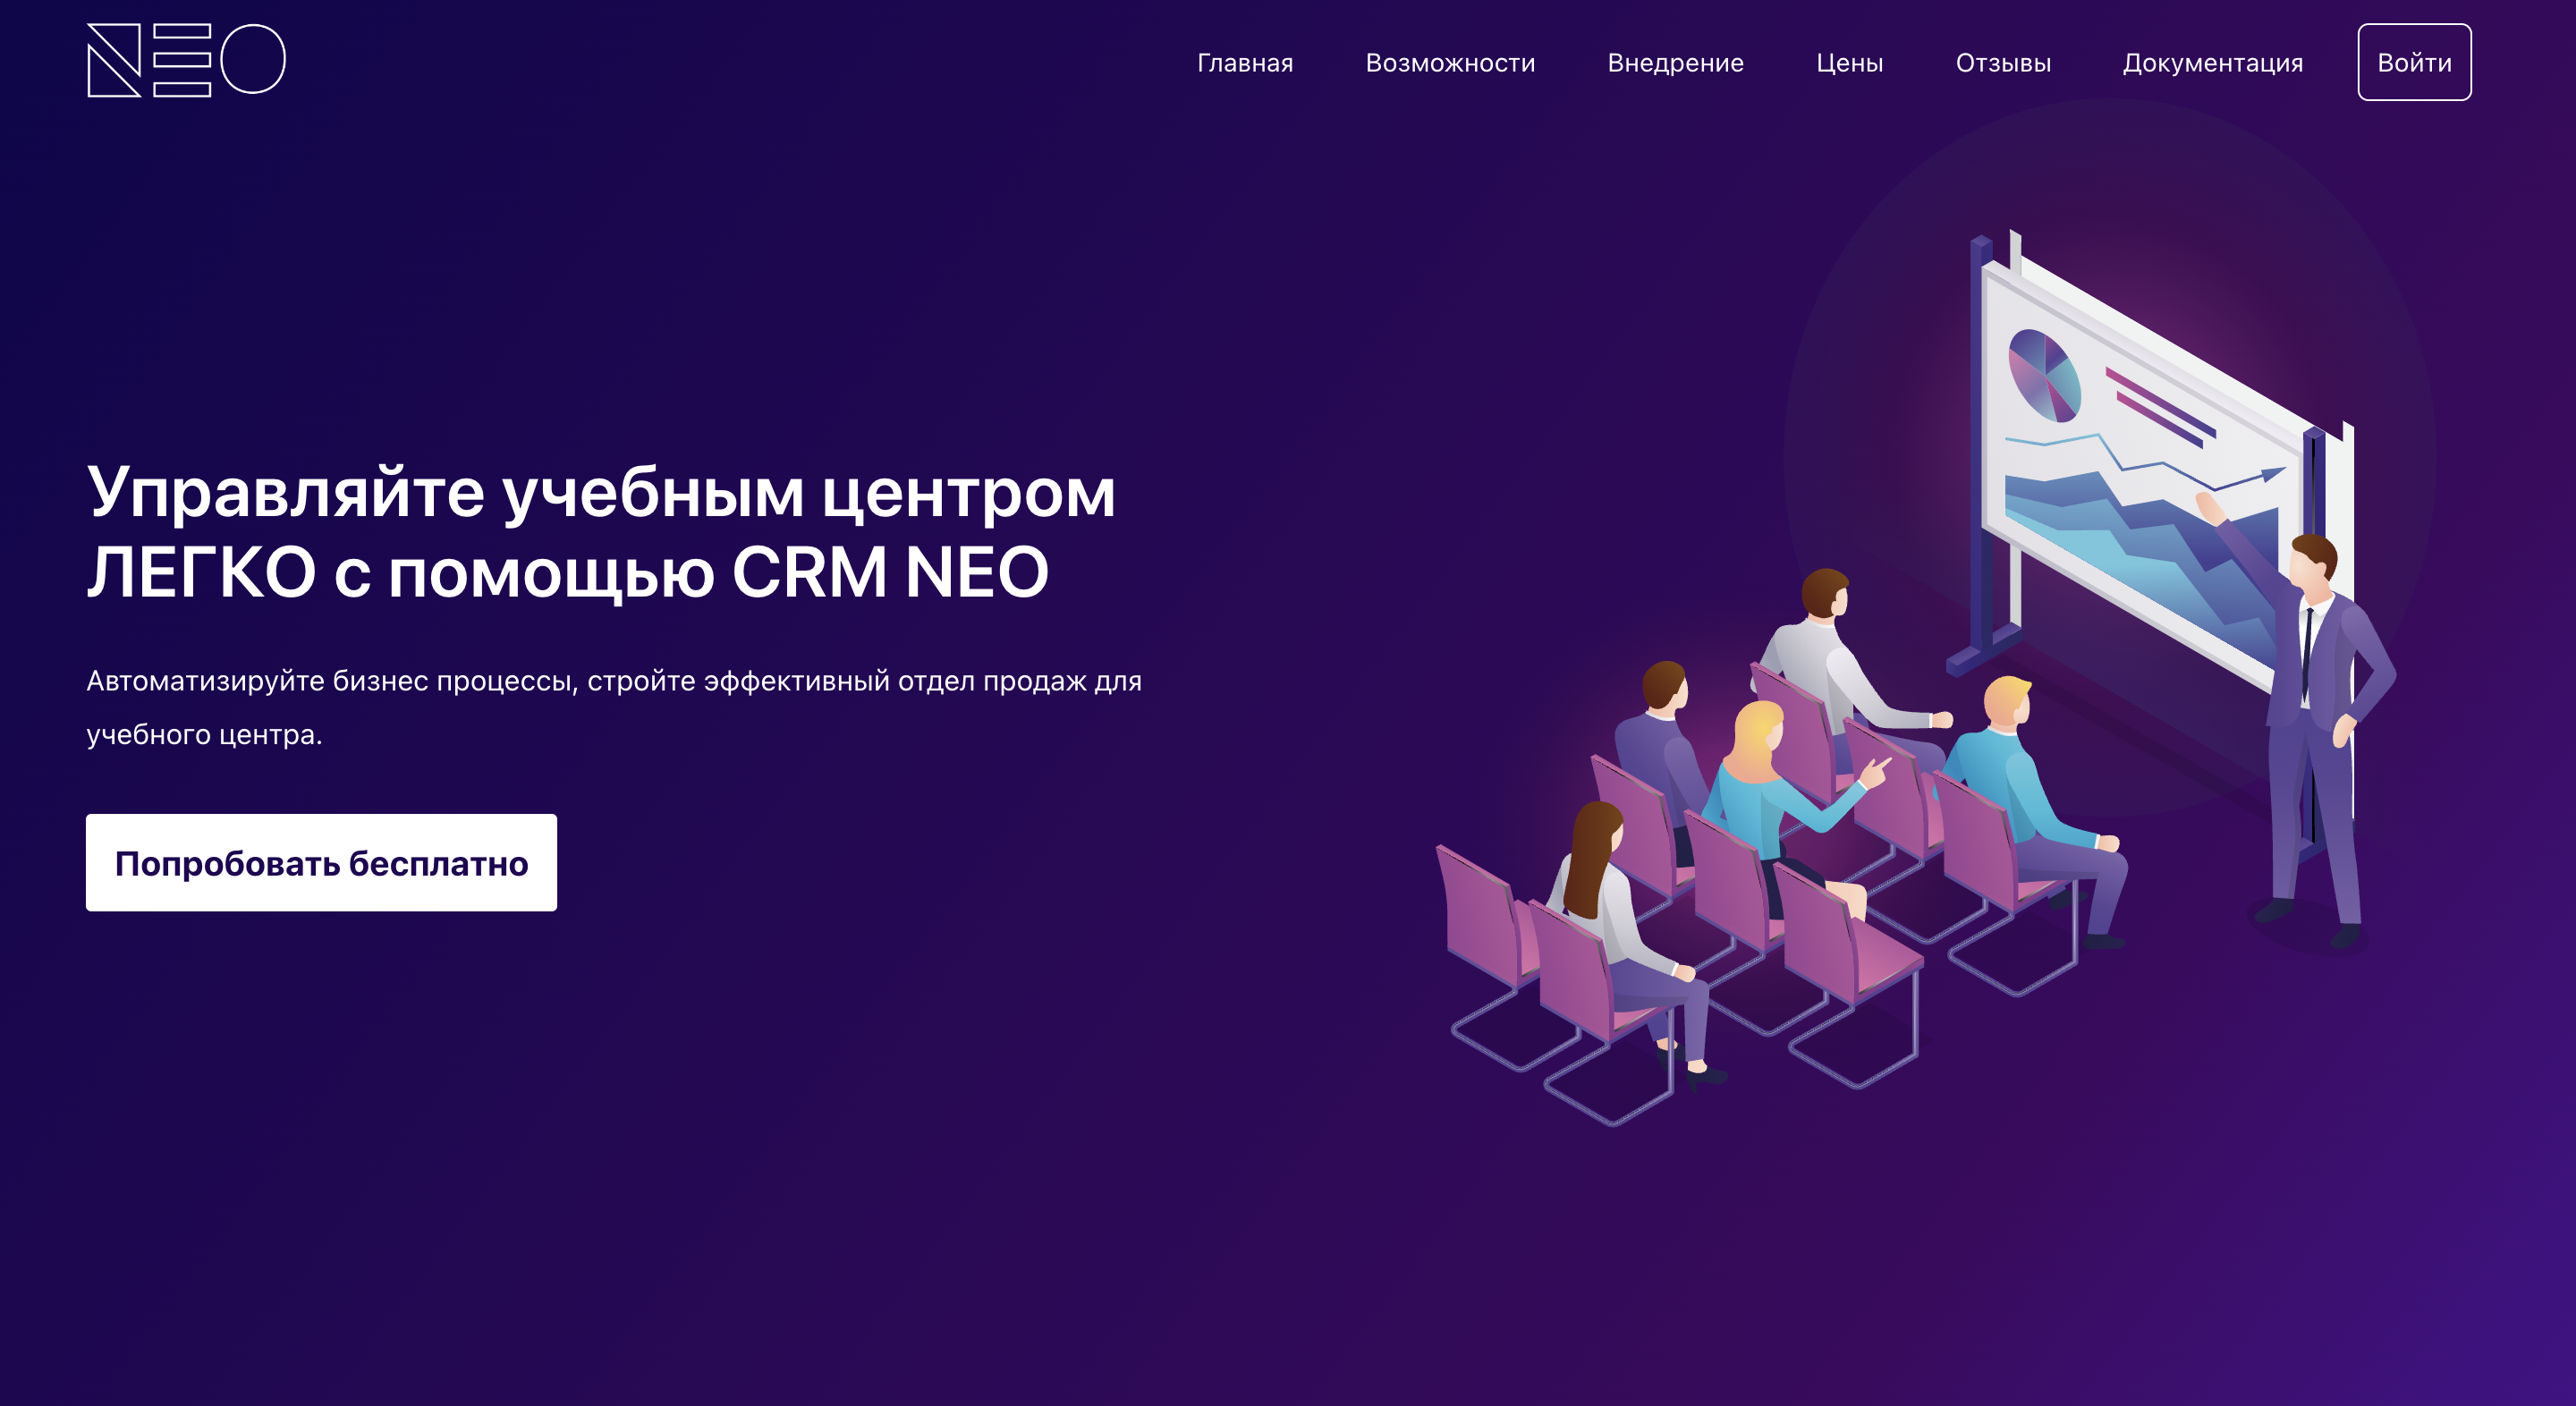 NEO
Главная
Возможности
Внедрение
Цены
Отзывы
Документация
Войти
Управляйте учебным центром
ЛЕГКО с помощью CRM NEO
Автоматизируйте бизнес процессы, стройте эффективный отдел продаж для
учебного центра.
Попробовать бесплатно